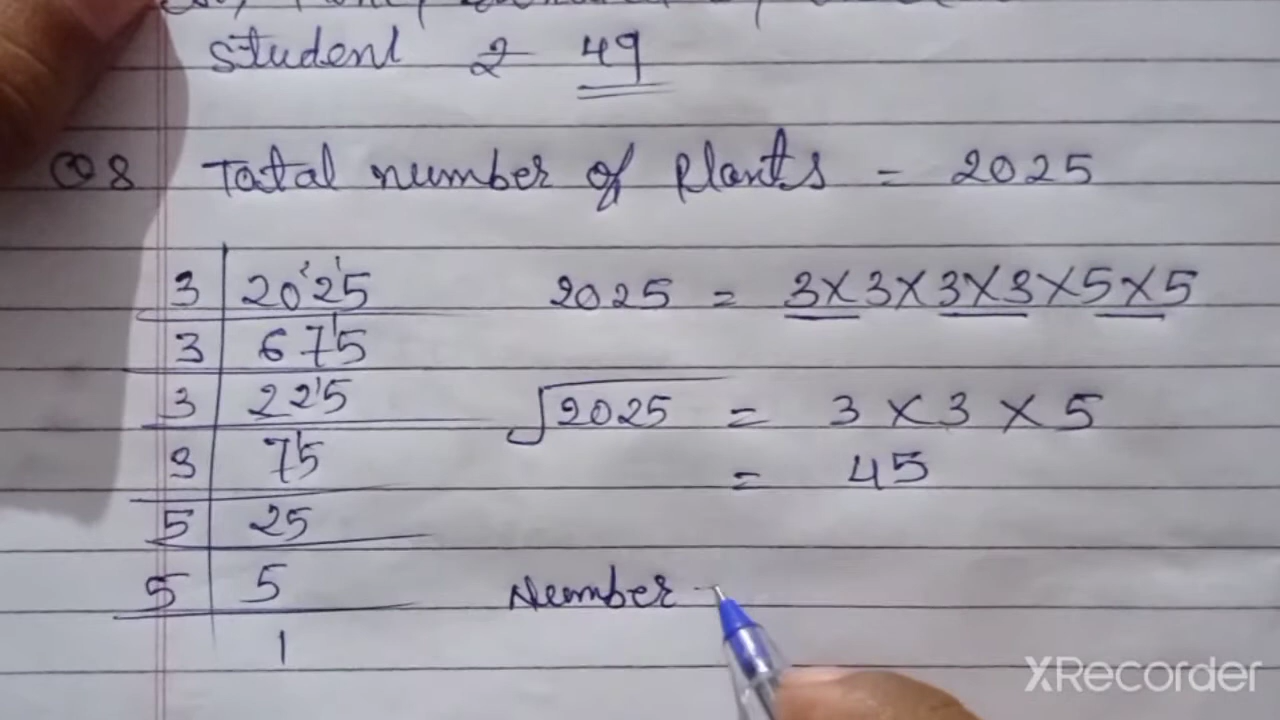 student 2 49
Q8 Total number of Plants = 2025
3 | 2025
2025 = 3×3×3×3×5×5
3 | 675
3 | 225
√2025 = 3 × 3 × 5
3 | 75
= 45
5 | 25
5 | 5
Number
1
XRecorder